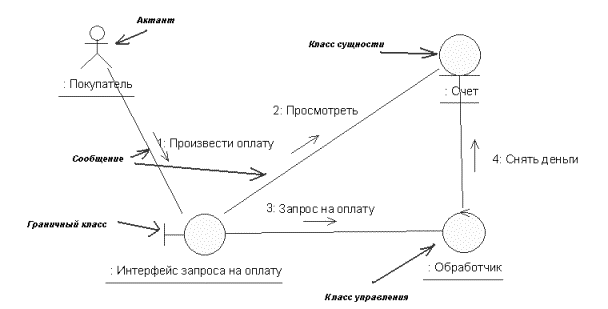 Актант
Класс сущности
: Покупатель
: Счет
2: Просмотреть
1: Произвести оплату
Сообщение
4: Снять деньги
3: Запрос на оплату
Граничный класс
: Интерфейс запроса на оплату
: Обработчик
Класс управления